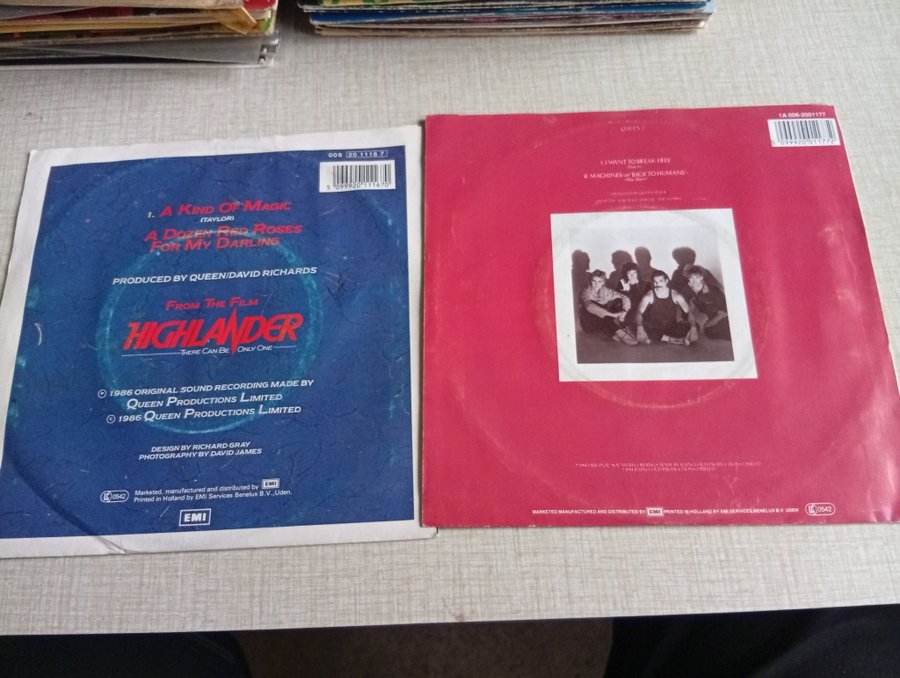 006 20 1116 7
5 099920 111670
1. A KIND OF MAGIC
(TAYLOR)
A DOZEN RED ROSES
FOR MY DARLING
PRODUCED BY QUEEN/DAVID RICHARDS
FROM THE FILM
HIGHLANDER
THERE CAN BE ONLY ONE
Ⓟ 1986 ORIGINAL SOUND RECORDING MADE BY
QUEEN PRODUCTIONS LIMITED
© 1986 QUEEN PRODUCTIONS LIMITED
DESIGN BY RICHARD GRAY
PHOTOGRAPHY BY DAVID JAMES
LC 0542 Marketed, manufactured and distributed by EMI
Printed in Holland by EMI Services Benelux B.V., Uden.
EMI
1A 006-2001177
5 099920 011772
1. I WANT TO BREAK FREE
II. MACHINES or 'BACK TO HUMANS'
MARKETED MANUFACTURED AND DISTRIBUTED BY EMI PRINTED IN HOLLAND BY EMI SERVICES BENELUX B.V. UDEN LC 0542